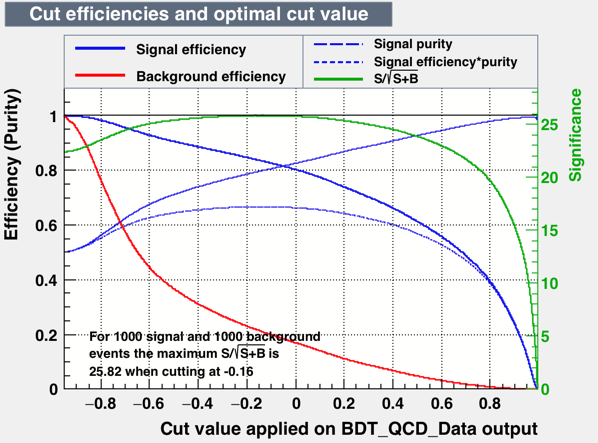 Cut efficiencies and optimal cut value
Signal efficiency
Background efficiency
Signal purity
Signal efficiency*purity
S/√S+B
Efficiency (Purity)
1
0.8
0.6
0.4
0.2
0
Significance
25
20
15
10
5
0
For 1000 signal and 1000 background
events the maximum S/√S+B is
25.82 when cutting at -0.16
−0.8 −0.6 −0.4 −0.2 0 0.2 0.4 0.6 0.8
Cut value applied on BDT_QCD_Data output